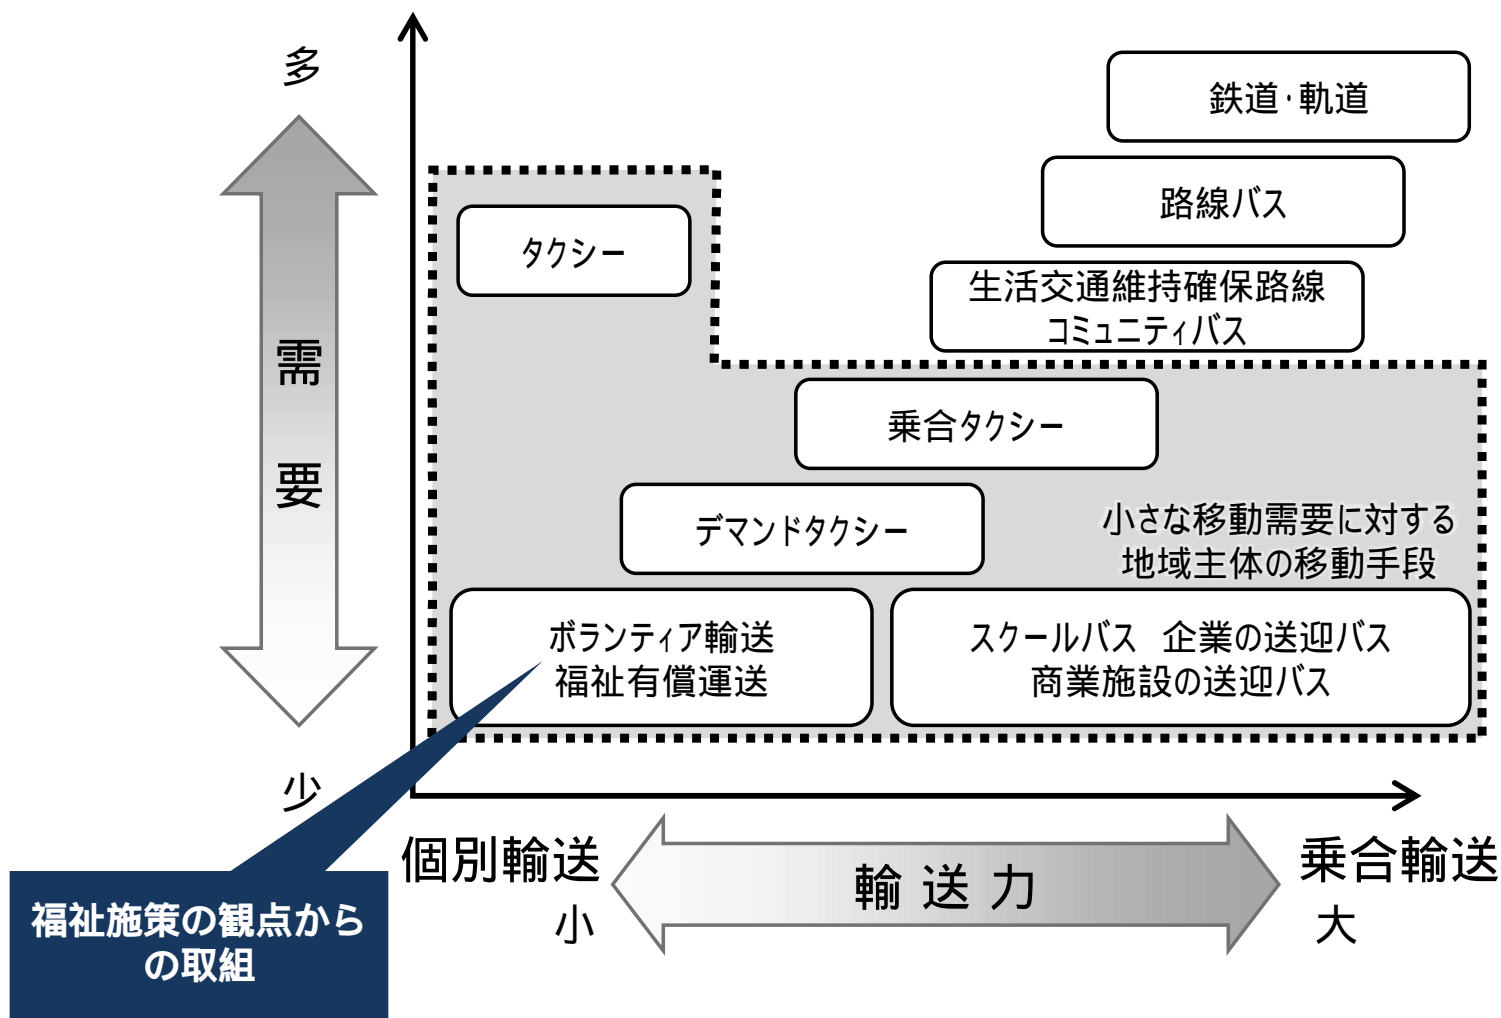 多
鉄道・軌道
路線バス
タクシー
生活交通維持確保路線
コミュニティバス
需
要
乗合タクシー
デマンドタクシー
小さな移動需要に対する
地域主体の移動手段
ボランティア輸送
福祉有償運送
スクールバス　企業の送迎バス
商業施設の送迎バス
少
個別輸送
小
輸送力
乗合輸送
大
福祉施策の観点から
の取組